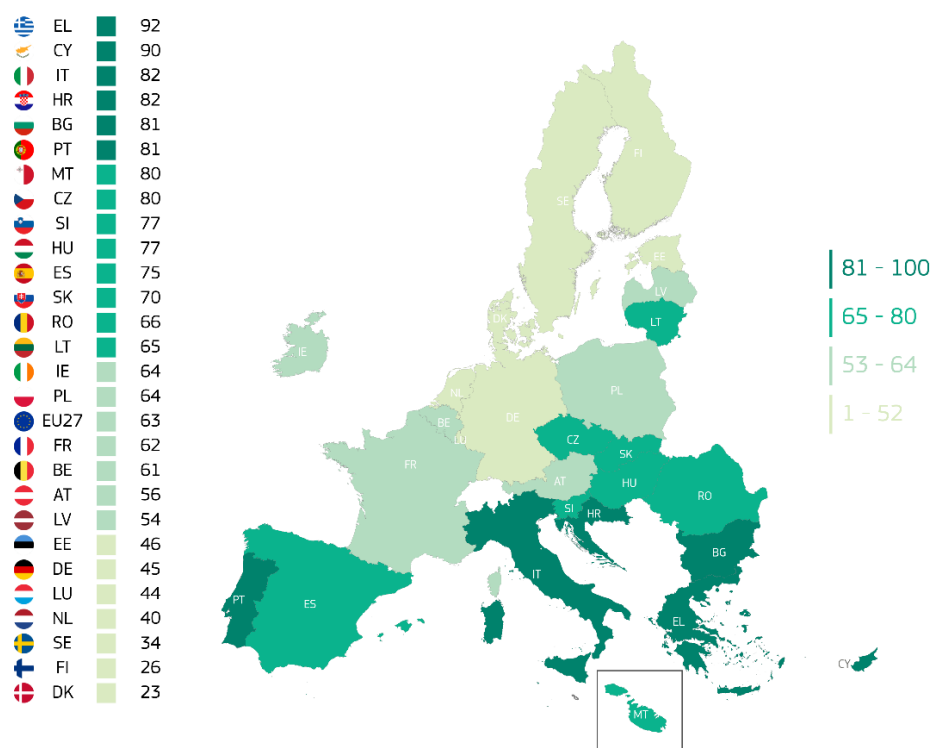 EL 92
CY 90
IT 82
HR 82
BG 81
PT 81
MT 80
CZ 80
SI 77
HU 77
ES 75
SK 70
RO 66
LT 65
IE 64
PL 64
EU27 63
FR 62
BE 61
AT 56
LV 54
EE 46
DE 45
LU 44
NL 40
SE 34
FI 26
DK 23
FI
SE
EE
LV
LT
DK
IE
NL
PL
BE
DE
LU
CZ
SK
FR
AT
HU
RO
SI
HR
BG
IT
PT
ES
EL
CY
MT
81 - 100
65 - 80
53 - 64
1 - 52